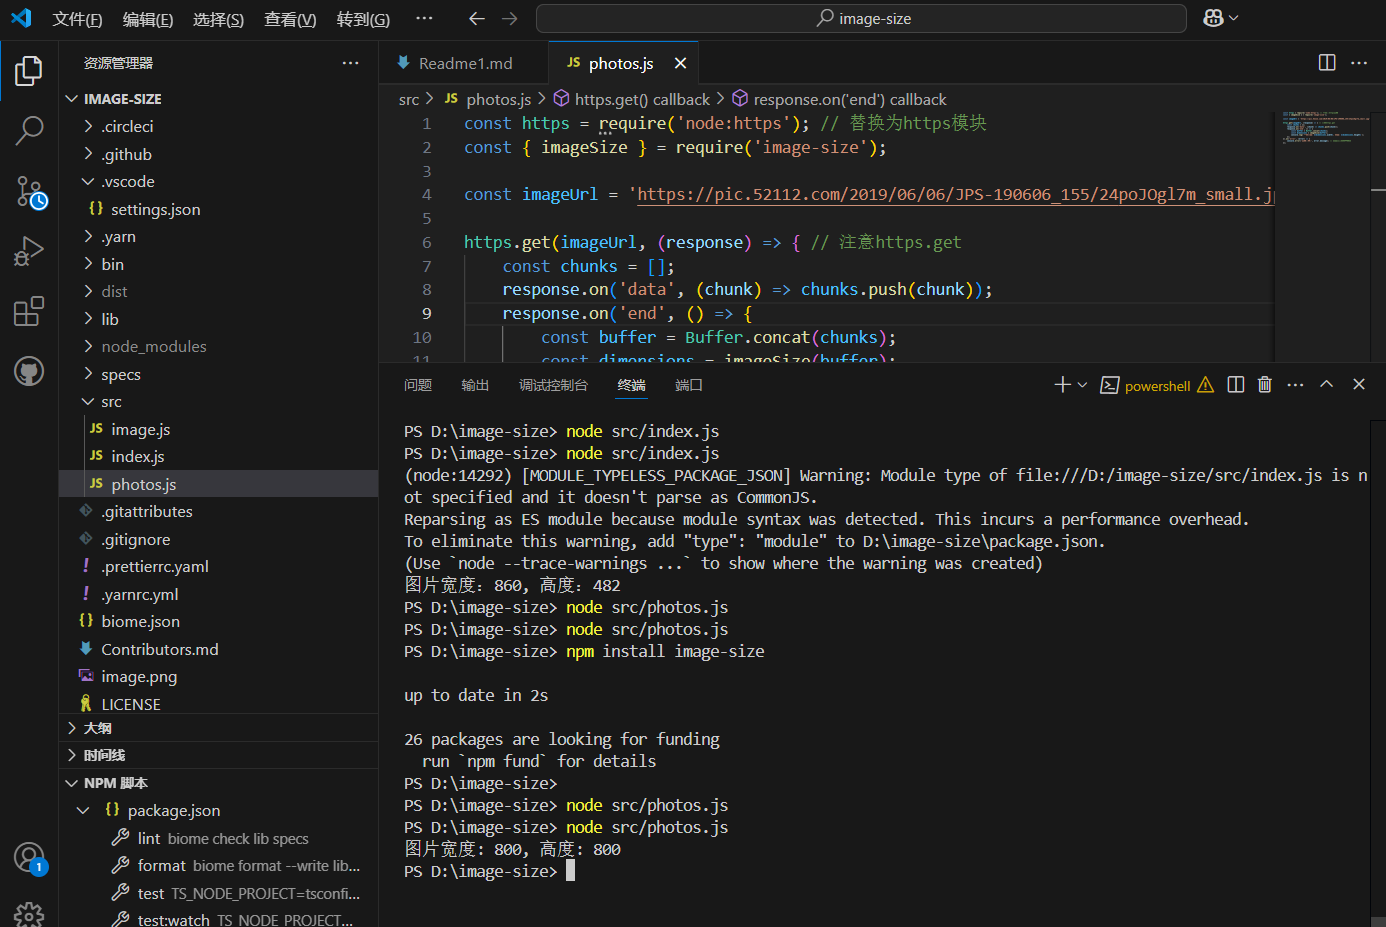 文件(F) 编辑(E) 选择(S) 查看(V) 转到(G) ··· image-size
资源管理器 ···
IMAGE-SIZE
.circleci
.github
.vscode
settings.json
.yarn
bin
dist
lib
node_modules
specs
src
JS image.js
JS index.js
JS photos.js
.gitattributes
.gitignore
.prettierrc.yaml
.yarnrc.yml
biome.json
Contributors.md
image.png
LICENSE
大纲
时间线
NPM 脚本
package.json
lint biome check lib specs
format biome format --write lib...
test TS_NODE_PROJECT=tsconfi...
test:watch TS_NODE_PROJECT...
1
Readme1.md JS photos.js
src > JS photos.js > https.get() callback > response.on('end') callback
1 const https = require('node:https'); // 替换为https模块
2 const { imageSize } = require('image-size');
3
4 const imageUrl = 'https://pic.52112.com/2019/06/06/JPS-190606_155/24poJOgl7m_small.jp
5
6 https.get(imageUrl, (response) => { // 注意https.get
7 const chunks = [];
8 response.on('data', (chunk) => chunks.push(chunk));
9 response.on('end', () => {
10 const buffer = Buffer.concat(chunks);
11 const dimensions = imageSize(buffer);
问题 输出 调试控制台 终端 端口 powershell
PS D:\image-size> node src/index.js
PS D:\image-size> node src/index.js
(node:14292) [MODULE_TYPELESS_PACKAGE_JSON] Warning: Module type of file:///D:/image-size/src/index.js is n
ot specified and it doesn't parse as CommonJS.
Reparsing as ES module because module syntax was detected. This incurs a performance overhead.
To eliminate this warning, add "type": "module" to D:\image-size\package.json.
(Use `node --trace-warnings ...` to show where the warning was created)
图片宽度: 860, 高度: 482
PS D:\image-size> node src/photos.js
PS D:\image-size> node src/photos.js
PS D:\image-size> npm install image-size
up to date in 2s
26 packages are looking for funding
run `npm fund` for details
PS D:\image-size>
PS D:\image-size> node src/photos.js
PS D:\image-size> node src/photos.js
图片宽度: 800, 高度: 800
PS D:\image-size>